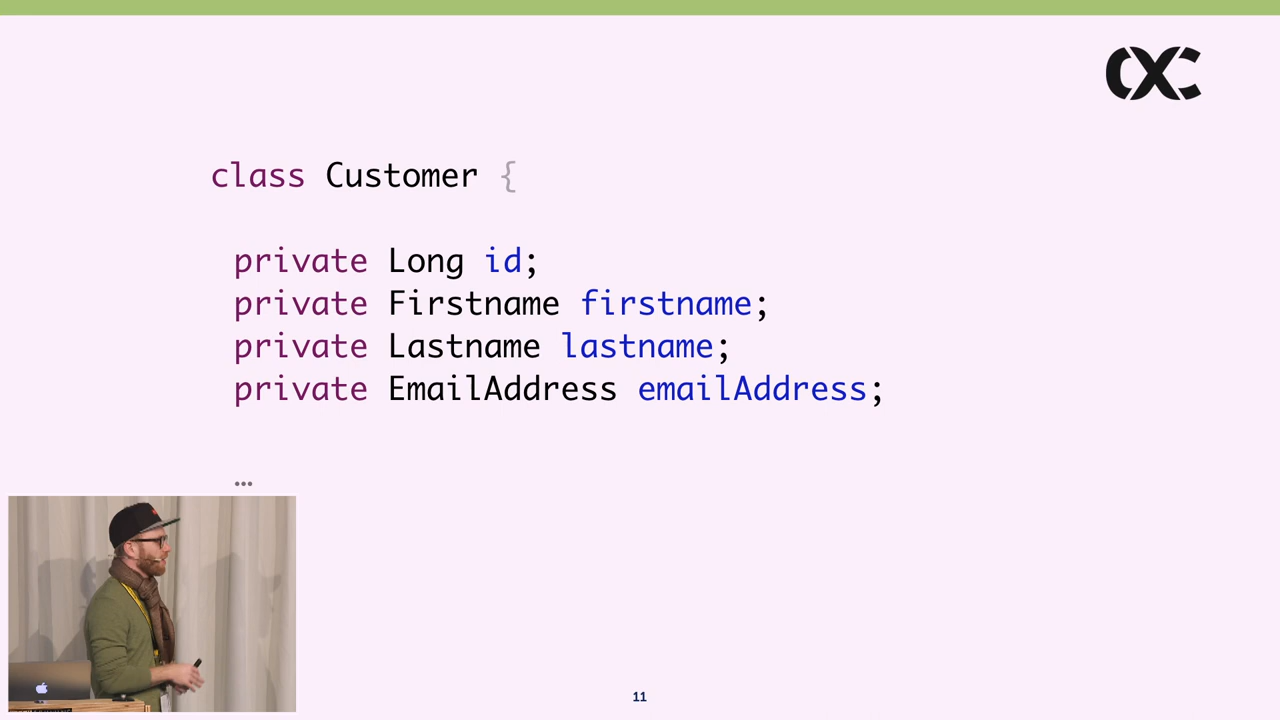 class Customer {
private Long id;
private Firstname firstname;
private Lastname lastname;
private EmailAddress emailAddress;
…
11